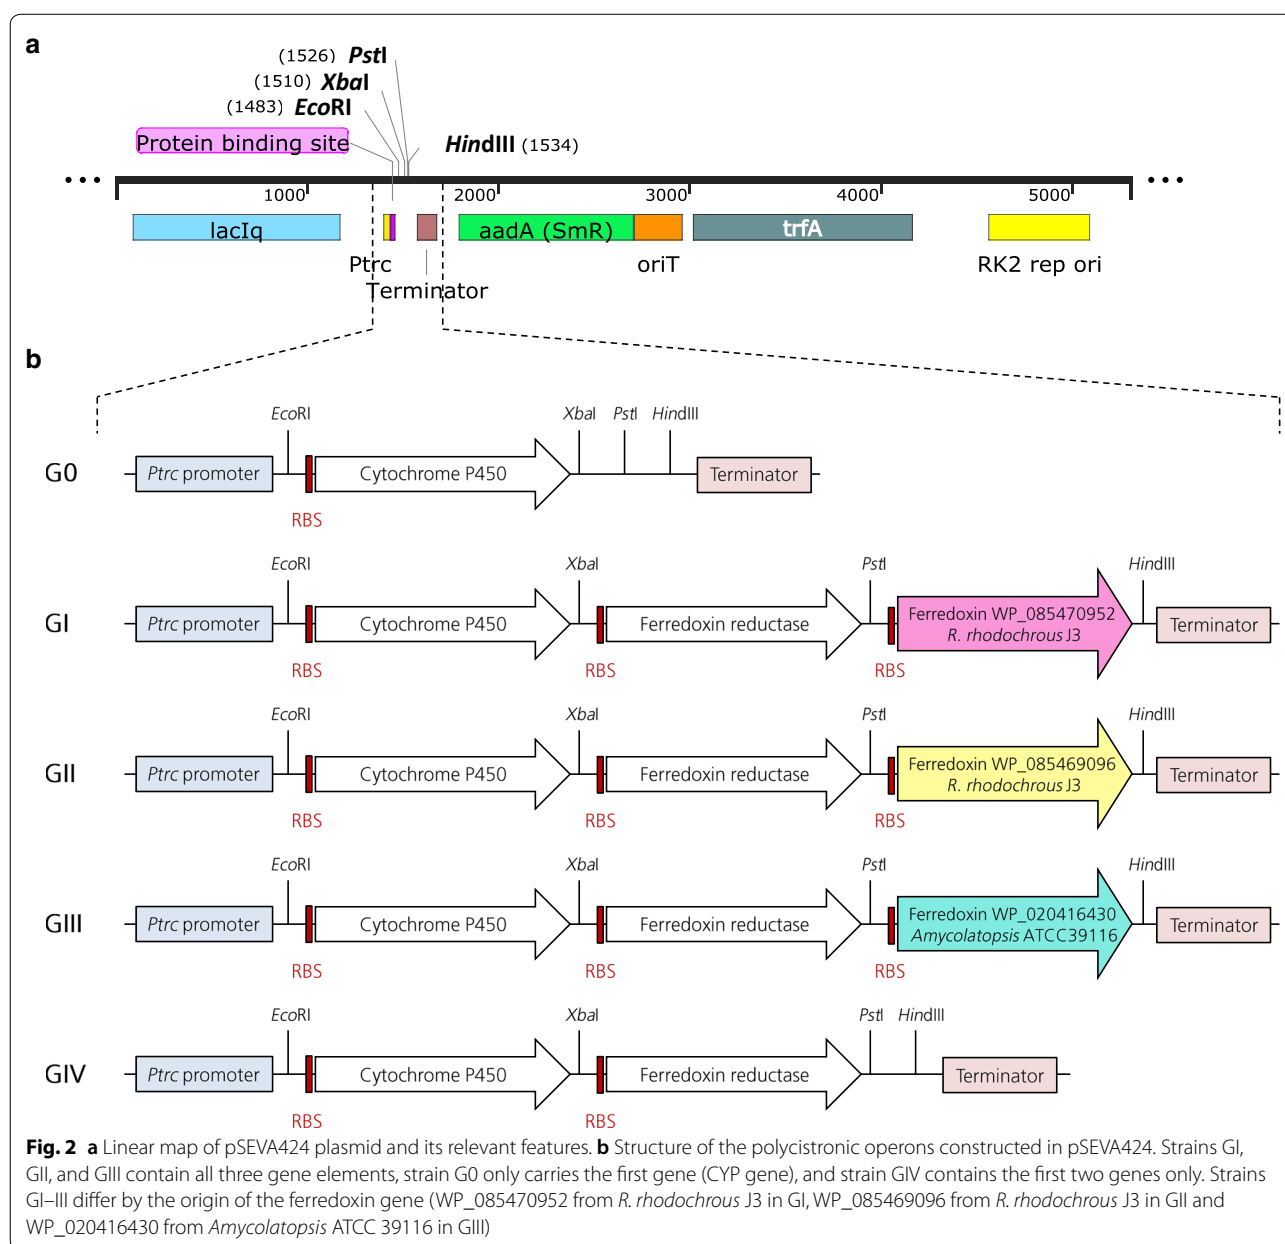 a
(1526) PstI
(1510) XbaI
(1483) EcoRI
Protein binding site
HindIII (1534)
••• •••
1000 2000 3000 4000 5000
lacIq aadA (SmR) trfA
Ptrc oriT RK2 rep ori
Terminator
b
EcoRI XbaI PstI HindIII
G0 Ptrc promoter Cytochrome P450 Terminator
RBS
EcoRI XbaI PstI HindIII
GI Ptrc promoter Cytochrome P450 Ferredoxin reductase Ferredoxin WP_085470952 Terminator
R. rhodochrous J3
RBS RBS RBS
EcoRI XbaI PstI HindIII
GII Ptrc promoter Cytochrome P450 Ferredoxin reductase Ferredoxin WP_085469096 Terminator
R. rhodochrous J3
RBS RBS RBS
EcoRI XbaI PstI HindIII
GIII Ptrc promoter Cytochrome P450 Ferredoxin reductase Ferredoxin WP_020416430 Terminator
Amycolatopsis ATCC39116
RBS RBS RBS
EcoRI XbaI PstI HindIII
GIV Ptrc promoter Cytochrome P450 Ferredoxin reductase Terminator
RBS RBS
Fig. 2 a Linear map of pSEVA424 plasmid and its relevant features. b Structure of the polycistronic operons constructed in pSEVA424. Strains GI,
GII, and GIII contain all three gene elements, strain G0 only carries the first gene (CYP gene), and strain GIV contains the first two genes only. Strains
GI–III differ by the origin of the ferredoxin gene (WP_085470952 from R. rhodochrous J3 in GI, WP_085469096 from R. rhodochrous J3 in GII and
WP_020416430 from Amycolatopsis ATCC 39116 in GIII)